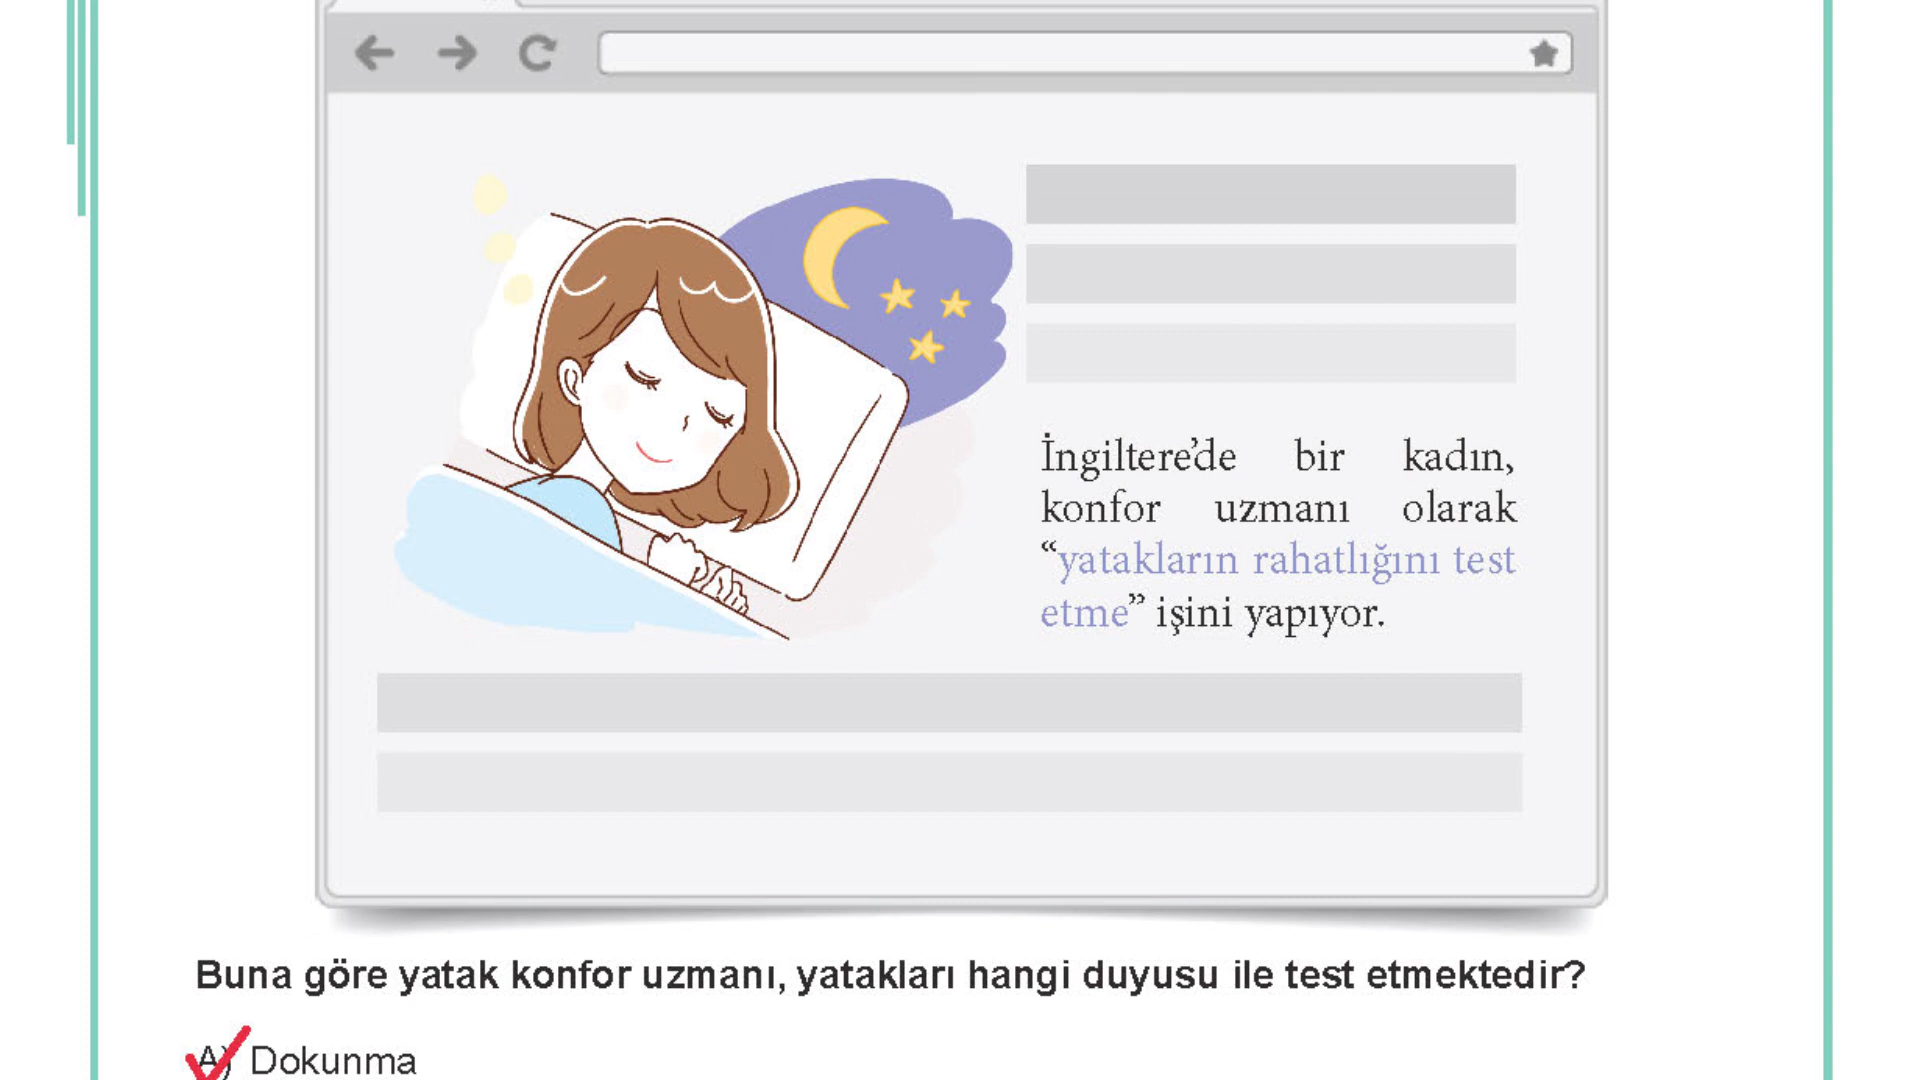 İngiltere’de bir kadın,
konfor uzmanı olarak
“yatakların rahatlığını test
etme” işini yapıyor.
Buna göre yatak konfor uzmanı, yatakları hangi duyusu ile test etmektedir?
A) Dokunma